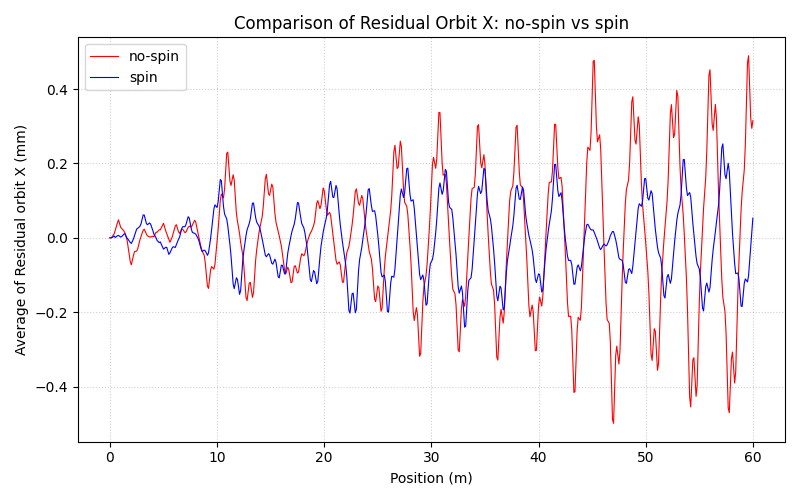 Comparison of Residual Orbit X: no-spin vs spin
no-spin
spin
Average of Residual orbit X (mm)
0.4
0.2
0.0
−0.2
−0.4
0 10 20 30 40 50 60
Position (m)